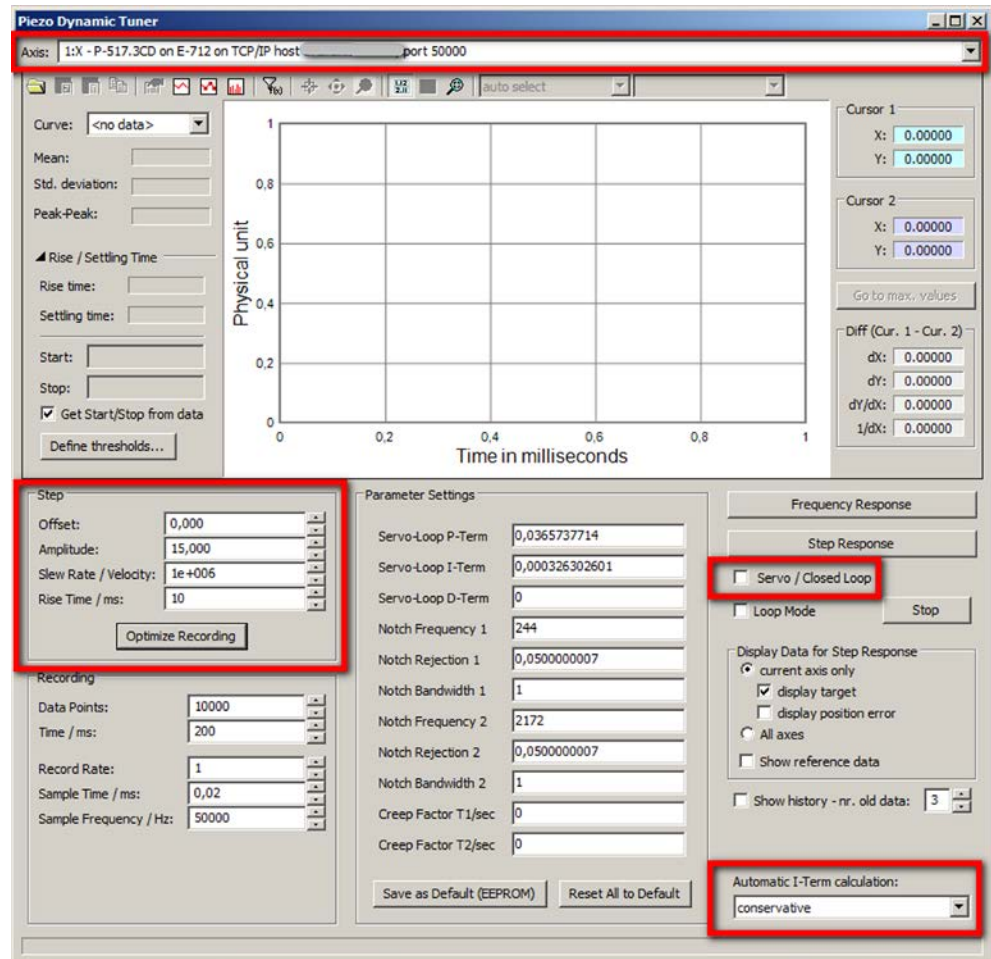 Piezo Dynamic Tuner
Axis: 1:X - P-517.3CD on E-712 on TCP/IP host port 50000
auto select
Curve: <no data>
Mean:
Std. deviation:
Peak-Peak:
Rise / Settling Time
Rise time:
Settling time:
Start:
Stop:
Get Start/Stop from data
Define thresholds...
Physical unit
1
0,8
0,6
0,4
0,2
0
0 0,2 0,4 0,6 0,8 1
Time in milliseconds
Cursor 1
X: 0.00000
Y: 0.00000
Cursor 2
X: 0.00000
Y: 0.00000
Go to max. values
Diff (Cur. 1 - Cur. 2)
dX: 0.00000
dY: 0.00000
dY/dX: 0.00000
1/dX: 0.00000
Step
Offset: 0,000
Amplitude: 15,000
Slew Rate / Velocity: 1e+006
Rise Time / ms: 10
Optimize Recording
Recording
Data Points: 10000
Time / ms: 200
Record Rate: 1
Sample Time / ms: 0,02
Sample Frequency / Hz: 50000
Parameter Settings
Servo-Loop P-Term 0,0365737714
Servo-Loop I-Term 0,000326302601
Servo-Loop D-Term 0
Notch Frequency 1 244
Notch Rejection 1 0,0500000007
Notch Bandwidth 1 1
Notch Frequency 2 2172
Notch Rejection 2 0,0500000007
Notch Bandwidth 2 1
Creep Factor T1/sec 0
Creep Factor T2/sec 0
Save as Default (EEPROM) Reset All to Default
Frequency Response
Step Response
Servo / Closed Loop
Loop Mode Stop
Display Data for Step Response
current axis only
display target
display position error
All axes
Show reference data
Show history - nr. old data: 3
Automatic I-Term calculation:
conservative